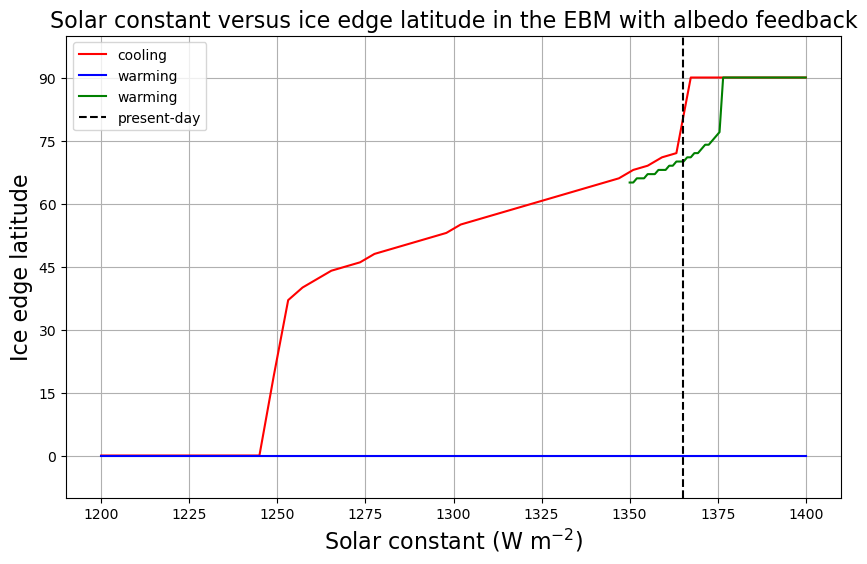 Solar constant versus ice edge latitude in the EBM with albedo feedback
cooling
warming
warming
present-day
Ice edge latitude
90
75
60
45
30
15
0
1200 1225 1250 1275 1300 1325 1350 1375 1400
Solar constant (W m⁻²)